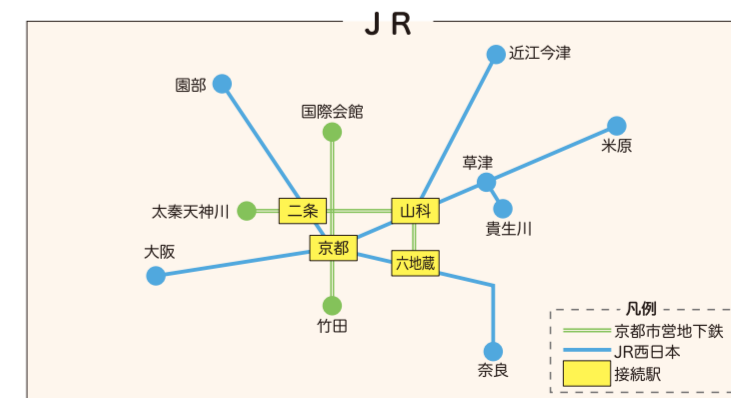 JR
近江今津
園部
国際会館
米原
草津
太秦天神川
二条
山科
貴生川
大阪
京都
六地蔵
竹田
奈良
凡例
京都市営地下鉄
JR西日本
接続駅